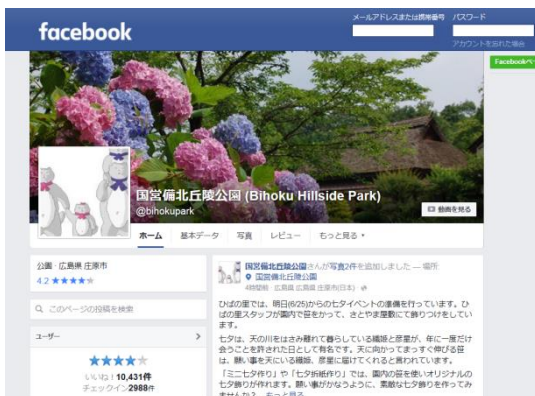 facebook
メールアドレスまたは携帯番号 パスワード
アカウントを忘れた場合
Facebookペ
国営備北丘陵公園 (Bihoku Hillside Park)
@bihokupark
動画を見る
ホーム 基本データ 写真 レビュー もっと見る
公園・広島県 庄原市
4.2 ★★★★★
このページの投稿を検索
ユーザー
いいね！10,431件
チェックイン 2988件
国営備北丘陵公園さんが写真2件を追加しました — 場所:
国営備北丘陵公園
4時間前・広島県 広島県 庄原市(日本)・
ひばの里では、明日(6/25)からの七夕イベントの準備を行っています。ひ
ばの里スタッフが園内で笹をかって、さとやま屋敷にて飾りつけをしてい
ます。
七夕は、天の川をはさみ離れて暮らしている織姫と彦星が、年に一度だけ
会うことを許された日として有名です。天に向かってまっすぐ伸びる笹
は、願い事を天にいる織姫、彦星に届けてくれると言われています。
「ミニ七夕作り」や「七夕折紙作り」では、園内の笹を使いオリジナルの
七夕飾りが作れます。願い事がかなうように、素敵な七夕飾りを作ってみ
ませんか？ もっと見る